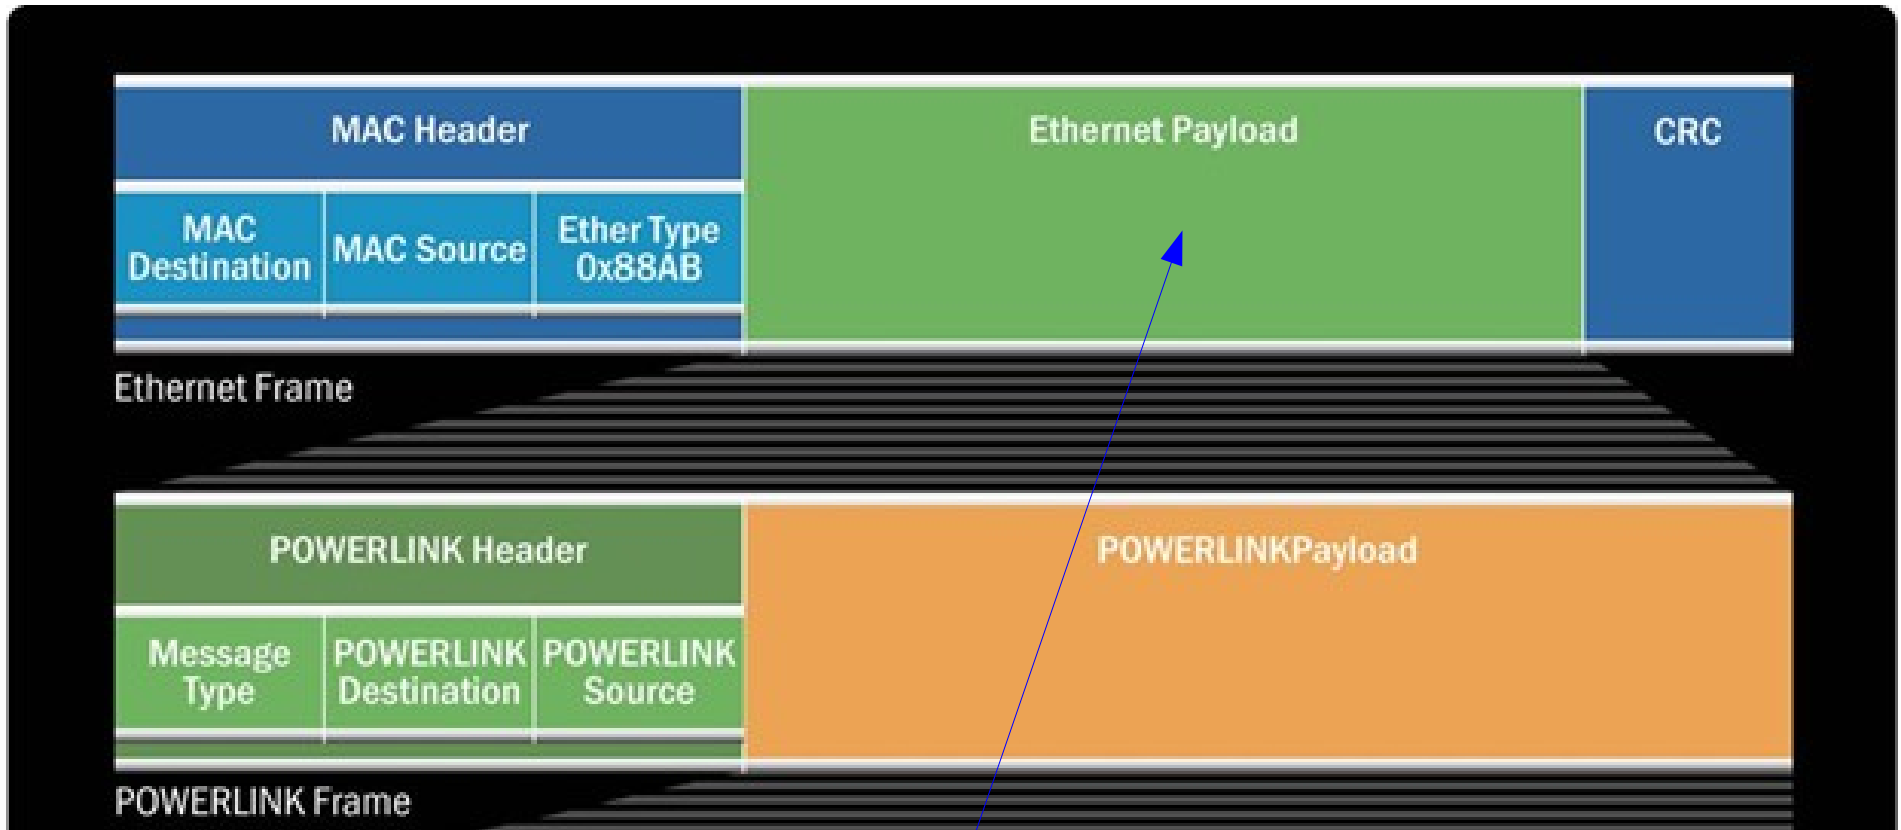 MAC Header
Ethernet Payload
CRC
MAC
Destination
MAC Source
Ether Type
0x88AB
Ethernet Frame
POWERLINK Header
POWERLINKPayload
Message
Type
POWERLINK
Destination
POWERLINK
Source
POWERLINK Frame